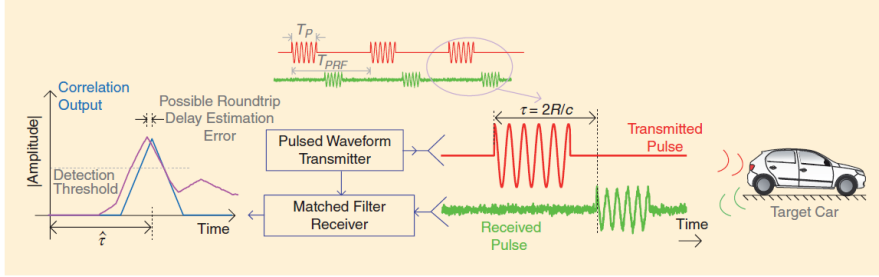 T_P
T_PRF
Correlation
Output
Possible Roundtrip
Delay Estimation
Error
|Amplitude|
Detection
Threshold
Time
τ̂
Pulsed Waveform
Transmitter
Matched Filter
Receiver
τ = 2R/c
Transmitted
Pulse
Received
Pulse
Time
Target Car